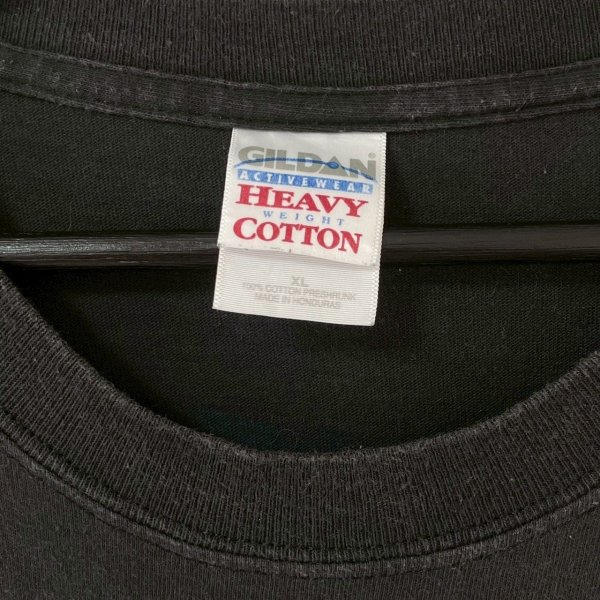 GILDAN
ACTIVEWEAR
HEAVY
WEIGHT
COTTON
XL
100% COTTON PRESHRUNK
MADE IN HONDURAS